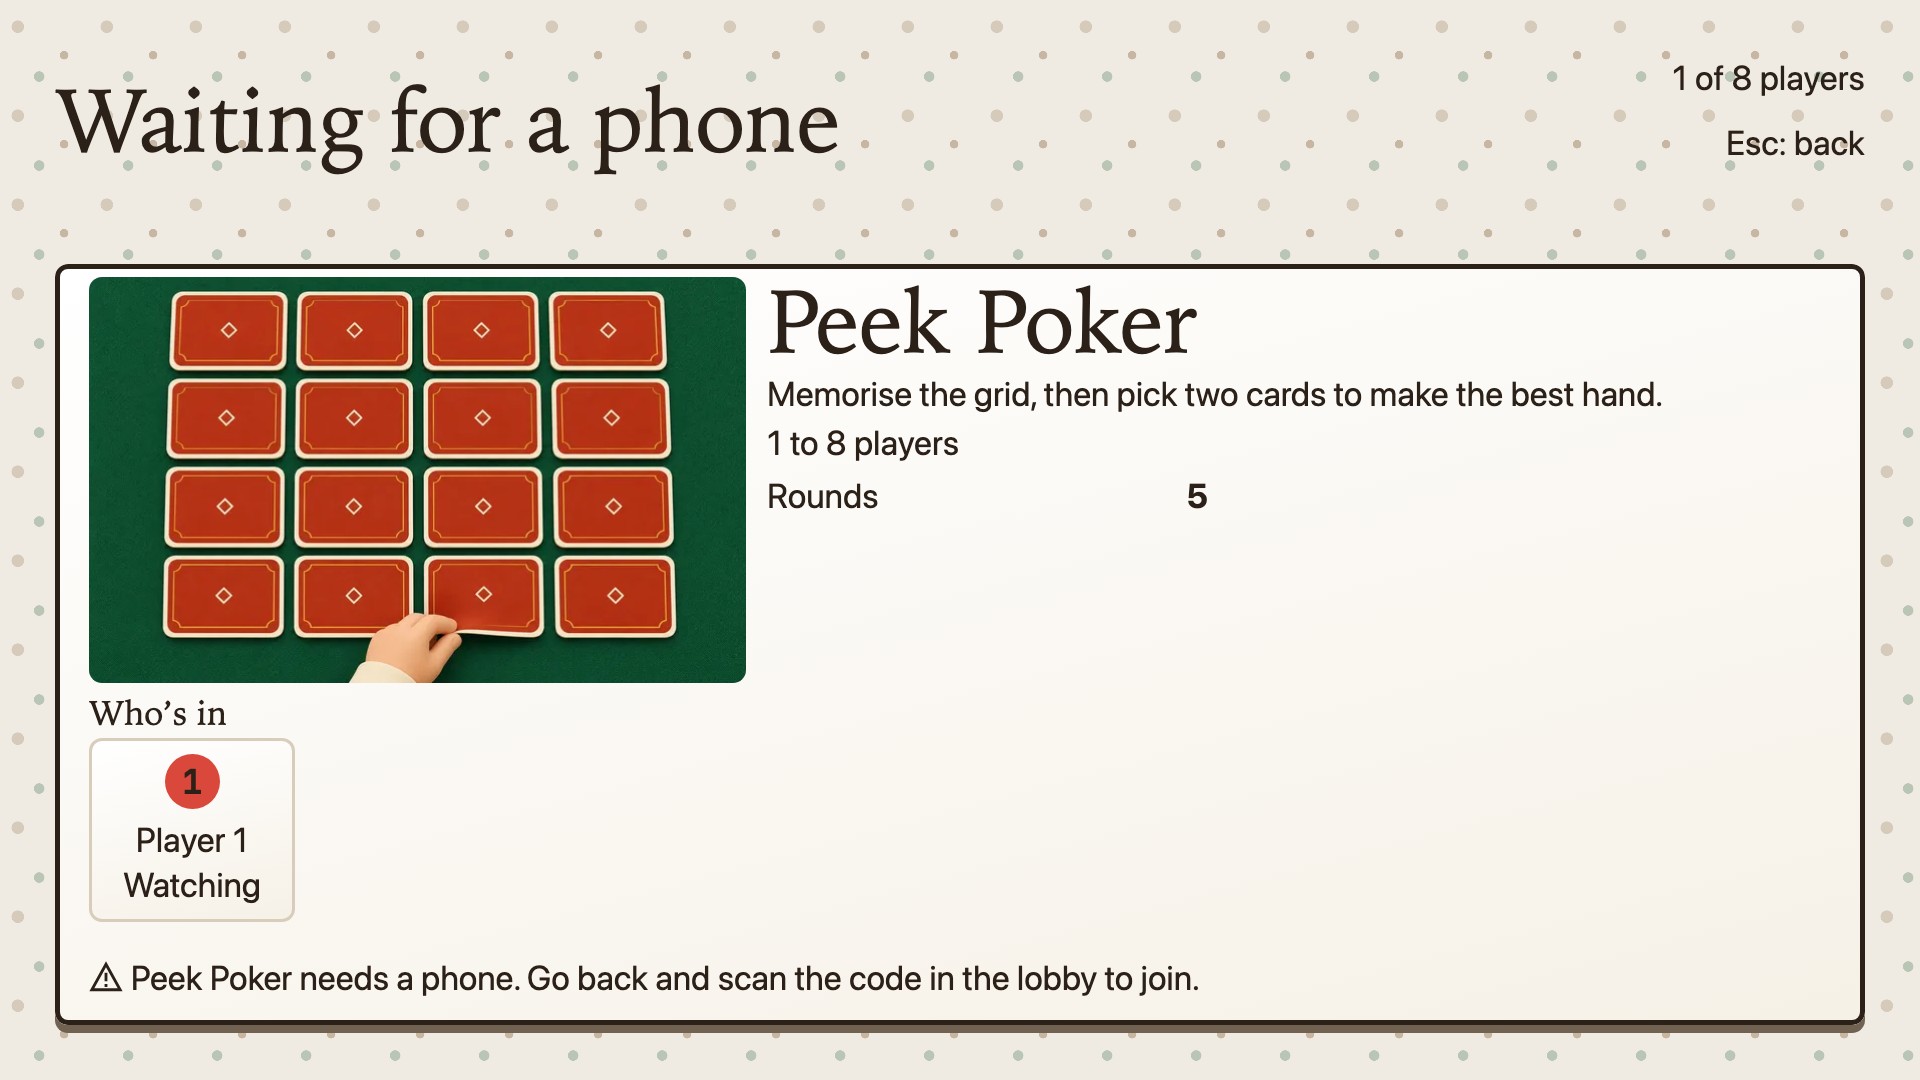 Waiting for a phone
1 of 8 players
Esc: back
Peek Poker
Memorise the grid, then pick two cards to make the best hand.
1 to 8 players
Rounds 5
Who's in
1
Player 1
Watching
⚠ Peek Poker needs a phone. Go back and scan the code in the lobby to join.